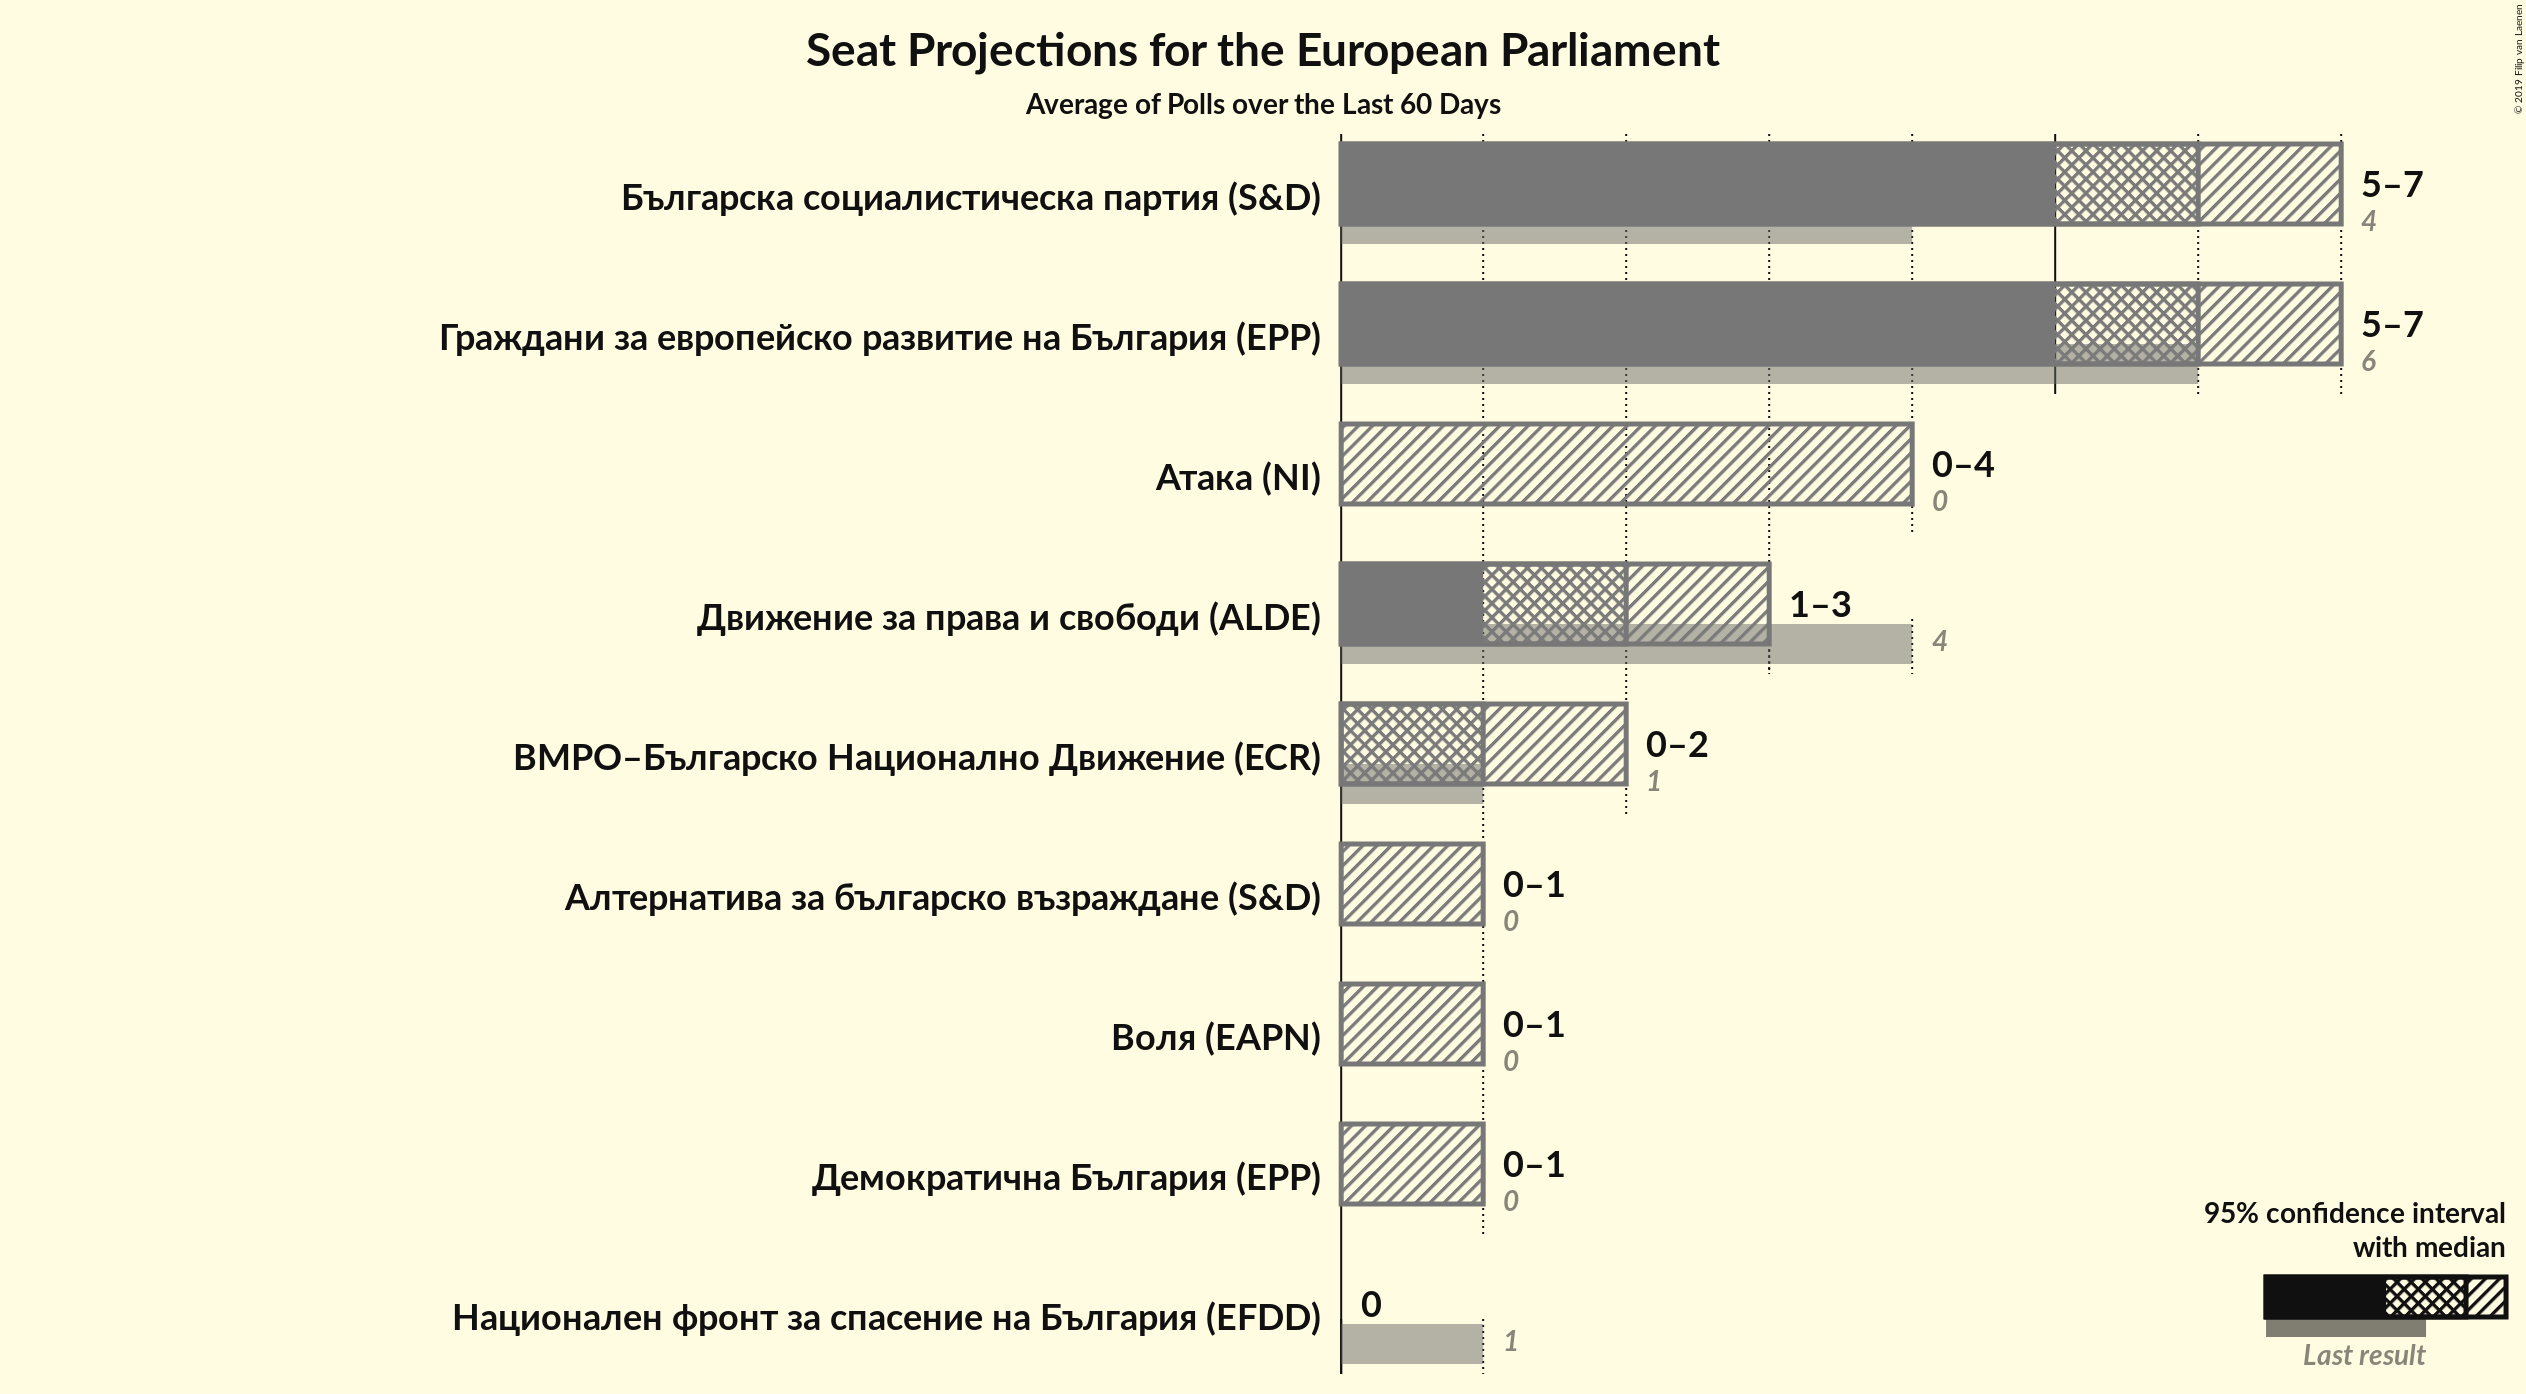 Seat Projections for the European Parliament
Average of Polls over the Last 60 Days
© 2019 Filip van Laenen
Българска социалистическа партия (S&D)
5–7
4
Граждани за европейско развитие на България (EPP)
5–7
6
Атака (NI)
0–4
0
Движение за права и свободи (ALDE)
1–3
4
ВМРО–Българско Национално Движение (ECR)
0–2
1
Алтернатива за българско възраждане (S&D)
0–1
0
Воля (EAPN)
0–1
0
Демократична България (EPP)
0–1
0
Национален фронт за спасение на България (EFDD)
0
1
95% confidence interval
with median
Last result